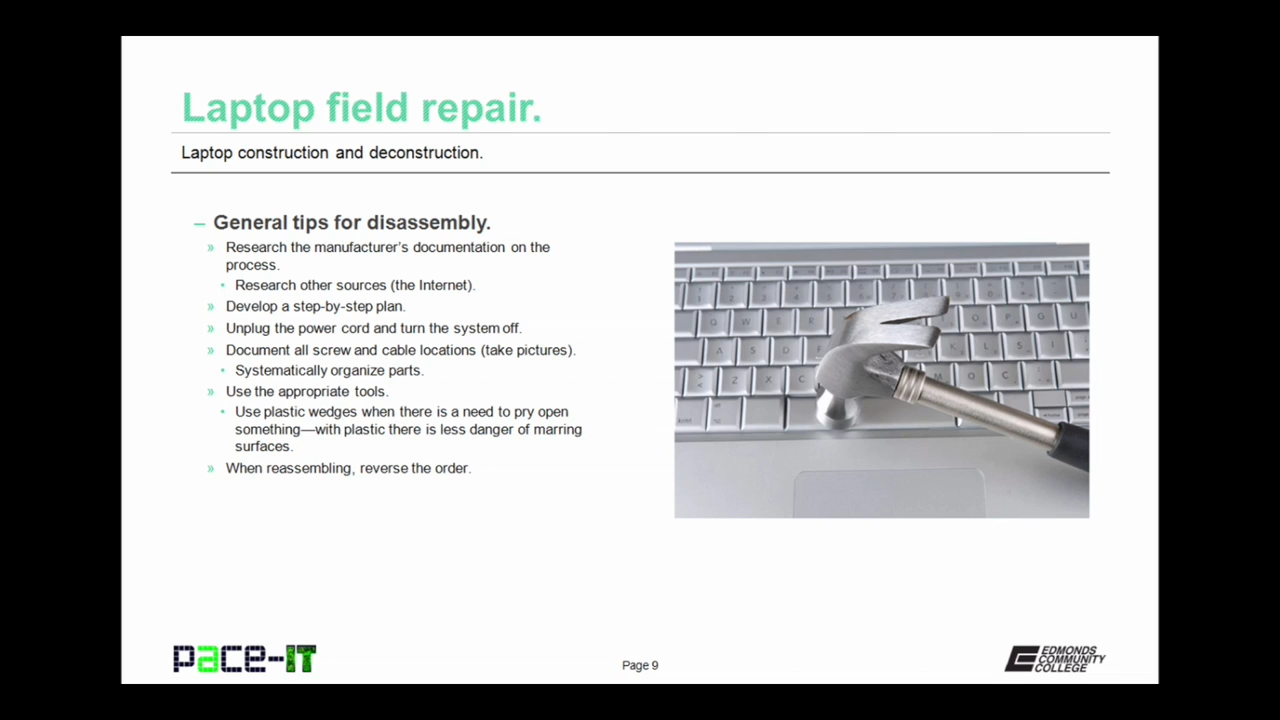 Laptop field repair.
Laptop construction and deconstruction.
– General tips for disassembly.
» Research the manufacturer's documentation on the
process.
• Research other sources (the Internet).
» Develop a step-by-step plan.
» Unplug the power cord and turn the system off.
» Document all screw and cable locations (take pictures).
• Systematically organize parts.
» Use the appropriate tools.
• Use plastic wedges when there is a need to pry open
something—with plastic there is less danger of marring
surfaces.
» When reassembling, reverse the order.
pace-IT
Page 9
EDMONDS
COMMUNITY
COLLEGE